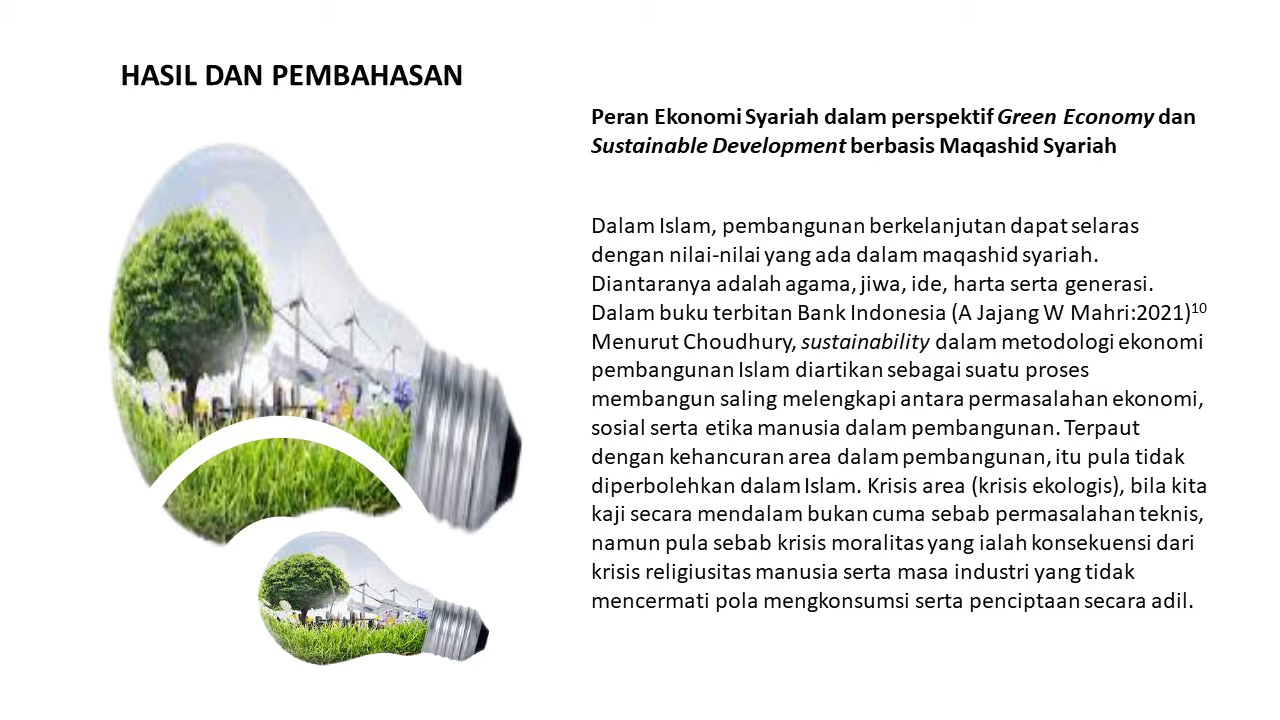 HASIL DAN PEMBAHASAN
Peran Ekonomi Syariah dalam perspektif Green Economy dan
Sustainable Development berbasis Maqashid Syariah
Dalam Islam, pembangunan berkelanjutan dapat selaras
dengan nilai-nilai yang ada dalam maqashid syariah.
Diantaranya adalah agama, jiwa, ide, harta serta generasi.
Dalam buku terbitan Bank Indonesia (A Jajang W Mahri:2021)¹⁰
Menurut Choudhury, sustainability dalam metodologi ekonomi
pembangunan Islam diartikan sebagai suatu proses
membangun saling melengkapi antara permasalahan ekonomi,
sosial serta etika manusia dalam pembangunan. Terpaut
dengan kehancuran area dalam pembangunan, itu pula tidak
diperbolehkan dalam Islam. Krisis area (krisis ekologis), bila kita
kaji secara mendalam bukan cuma sebab permasalahan teknis,
namun pula sebab krisis moralitas yang ialah konsekuensi dari
krisis religiusitas manusia serta masa industri yang tidak
mencermati pola mengkonsumsi serta penciptaan secara adil.